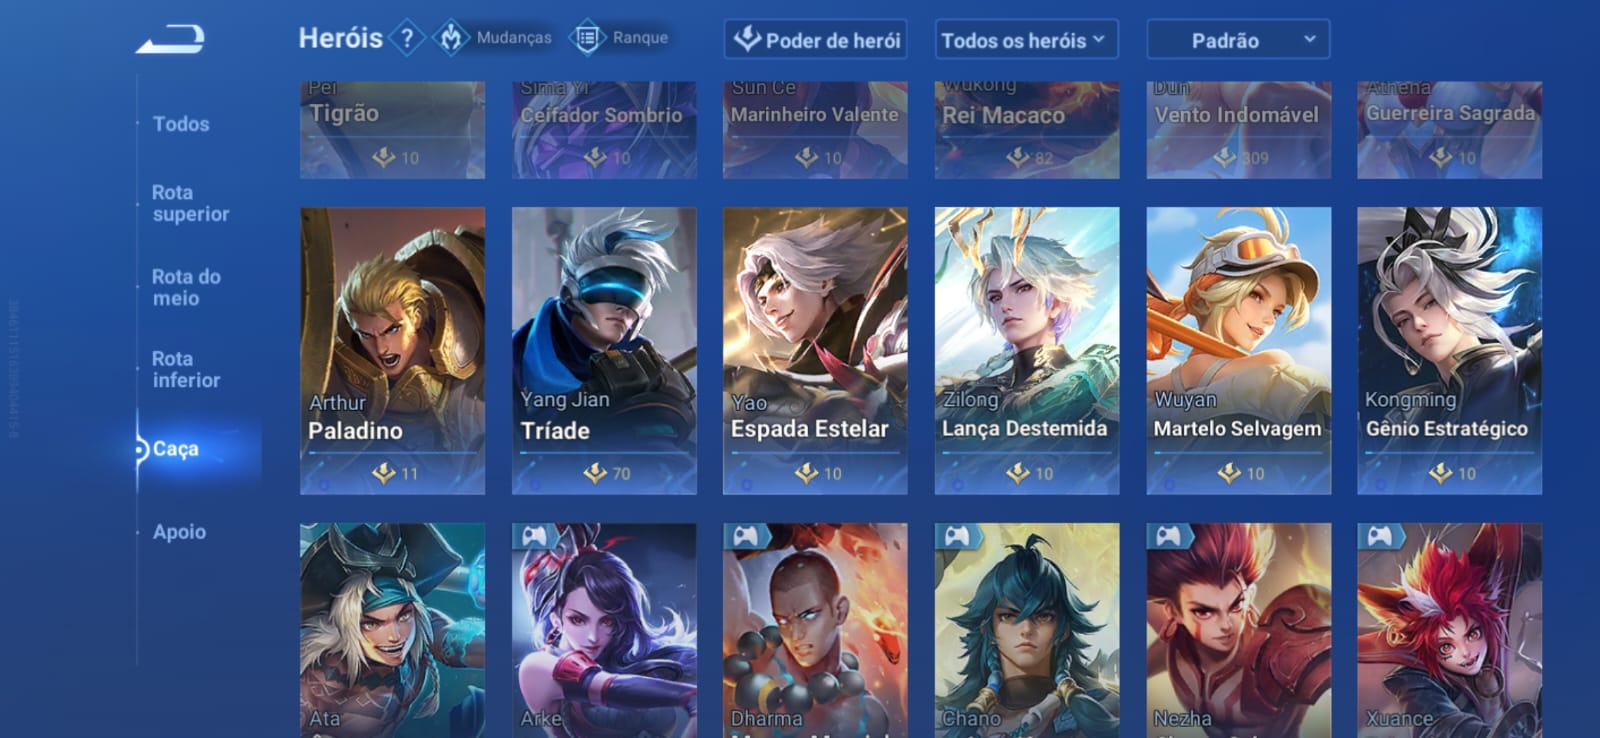 Heróis
?
Mudanças
Ranque
Poder de herói
Todos os heróis
Padrão
Todos
Rota
superior
Rota do
meio
Rota
inferior
Caça
Apoio
Pei
Tigrão
10
Sima Yi
Ceifador Sombrio
10
Sun Ce
Marinheiro Valente
10
Wukong
Rei Macaco
82
Dun
Vento Indomável
309
Athena
Guerreira Sagrada
10
Arthur
Paladino
11
Yang Jian
Tríade
70
Yao
Espada Estelar
10
Zilong
Lança Destemida
10
Wuyan
Martelo Selvagem
10
Kongming
Gênio Estratégico
10
Ata
Arke
Dharma
Chano
Nezha
Xuance